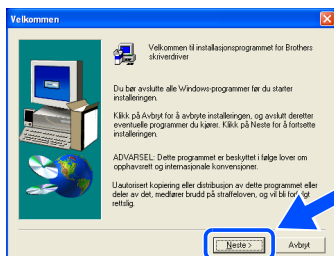 Velkommen
Velkommen til installasjonsprogrammet for Brothers
skriverdriver
Du bør avslutte alle Windows-programmer før du starter
installeringen.
Klikk på Avbryt for å avbryte installeringen, og avslutt deretter
eventuelle programmer du kjører. Klikk på Neste for å fortsette
installeringen.
ADVARSEL: Dette programmet er beskyttet i følge lover om
opphavsrett og internasjonale konvensjoner.
Uautorisert kopiering eller distribusjon av dette programmet eller
deler av det, medfører brudd på straffeloven, og vil bli forfulgt
rettslig.
Neste >
Avbryt